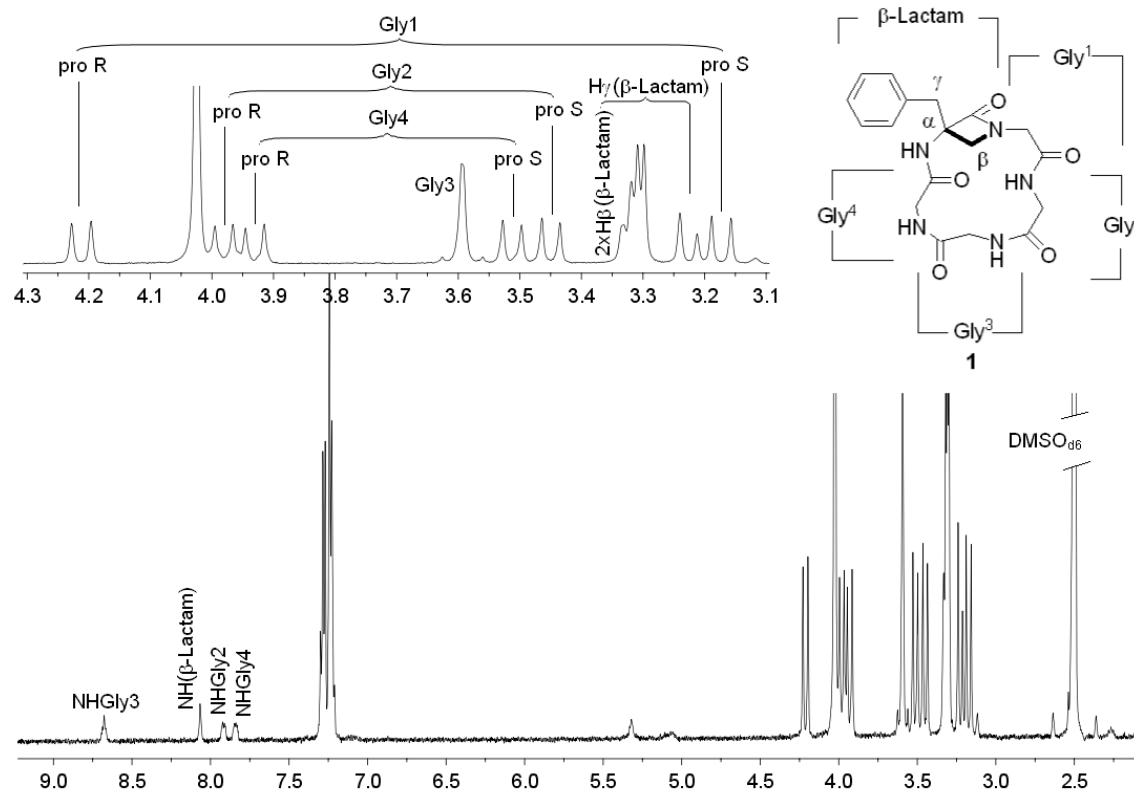 Gly1
pro R
pro S
Gly2
Hγ (β-Lactam)
pro R
pro S
Gly4
pro R
pro S
Gly3
2xHβ (β-Lactam)
4.3 4.2 4.1 4.0 3.9 3.8 3.7 3.6 3.5 3.4 3.3 3.2 3.1
β-Lactam
Gly1
γ
O
α
N
HN
β
O
O
NH
Gly4
Gly
NH
HN
O
O
Gly3
1
DMSOd6
NHGly3
NH(β-Lactam)
NHGly2
NHGly4
9.0 8.5 8.0 7.5 7.0 6.5 6.0 5.5 5.0 4.5 4.0 3.5 3.0 2.5